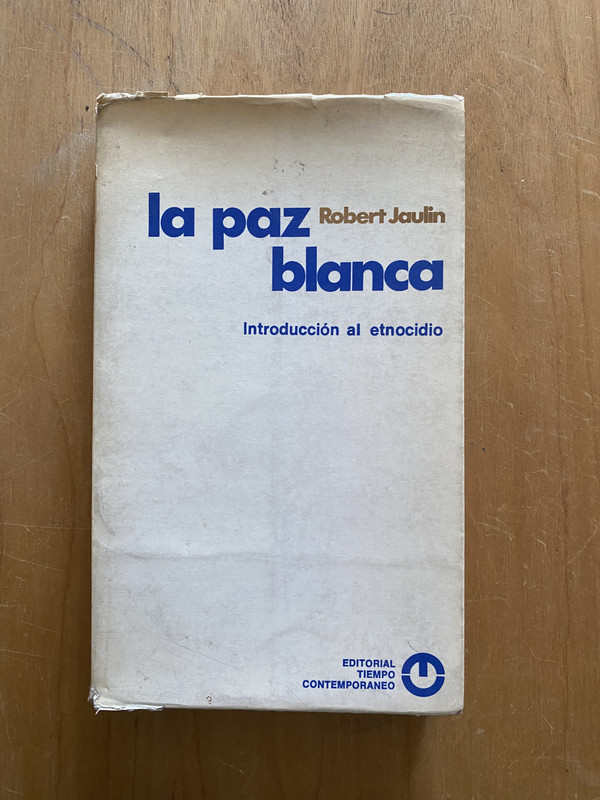 la paz Robert Jaulin
blanca
Introducción al etnocidio
EDITORIAL
TIEMPO
CONTEMPORANEO